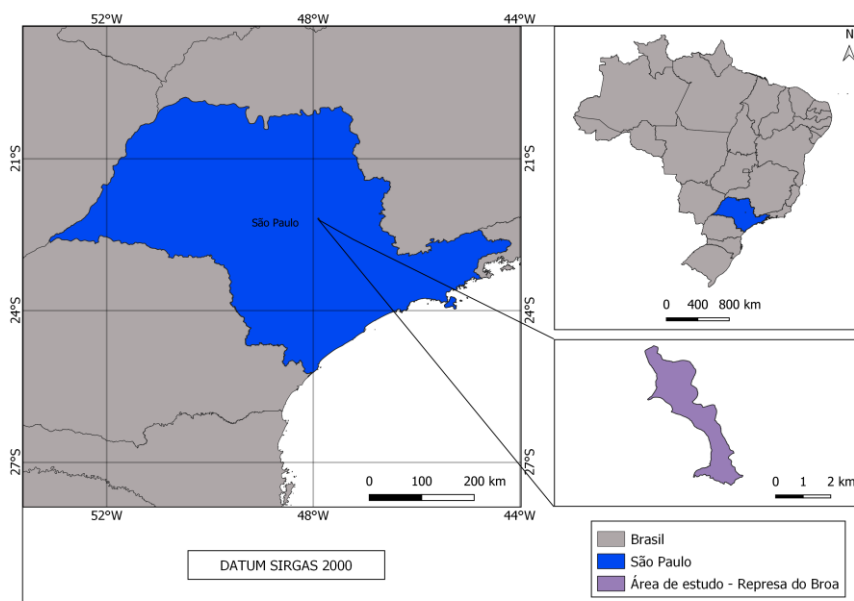 52°W
48°W
44°W
N
21°S
21°S
São Paulo
24°S
24°S
0 400 800 km
27°S
27°S
0 100 200 km
0 1 2 km
52°W
48°W
44°W
DATUM SIRGAS 2000
Brasil
São Paulo
Área de estudo - Represa do Broa